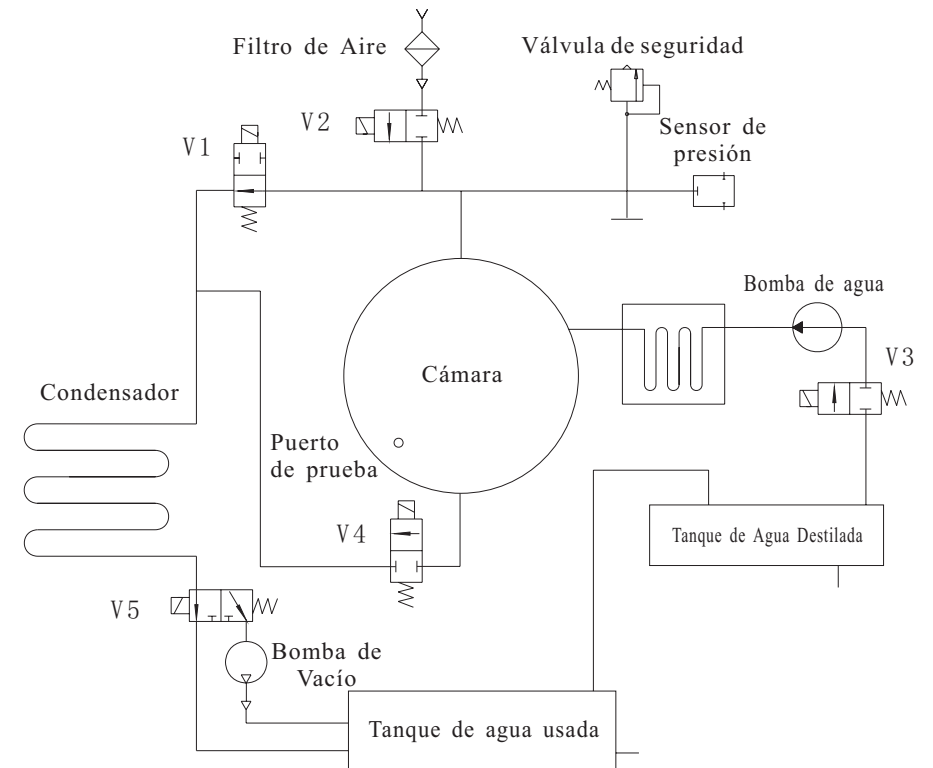 Filtro de Aire
Válvula de seguridad
V2
V1
Sensor de
presión
Bomba de agua
V3
Condensador
Cámara
Puerto
de prueba
V4
Tanque de Agua Destilada
V5
Bomba de
Vacío
Tanque de agua usada